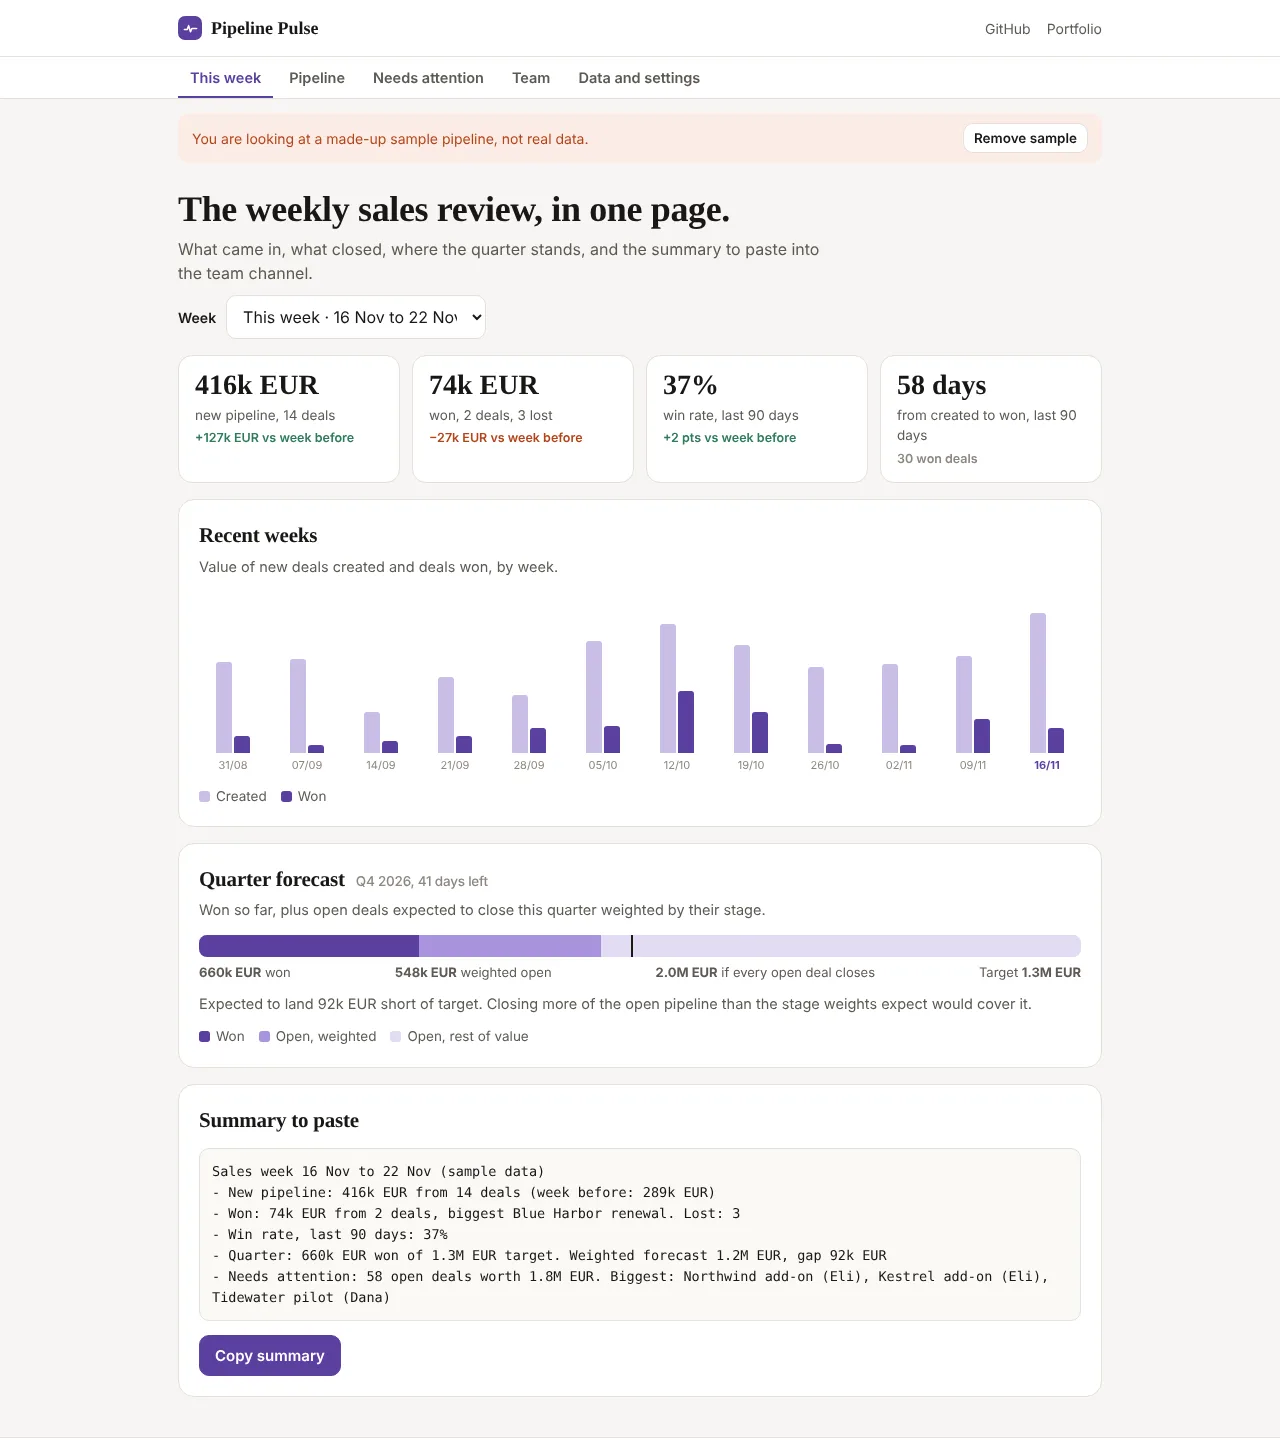 Pipeline Pulse
GitHub Portfolio
This week Pipeline Needs attention Team Data and settings
You are looking at a made-up sample pipeline, not real data.
Remove sample
The weekly sales review, in one page.
What came in, what closed, where the quarter stands, and the summary to paste into
the team channel.
Week
This week · 16 Nov to 22 Nov
416k EUR
new pipeline, 14 deals
+127k EUR vs week before
74k EUR
won, 2 deals, 3 lost
−27k EUR vs week before
37%
win rate, last 90 days
+2 pts vs week before
58 days
from created to won, last 90
days
30 won deals
Recent weeks
Value of new deals created and deals won, by week.
31/08 07/09 14/09 21/09 28/09 05/10 12/10 19/10 26/10 02/11 09/11 16/11
Created Won
Quarter forecast Q4 2026, 41 days left
Won so far, plus open deals expected to close this quarter weighted by their stage.
660k EUR won 548k EUR weighted open 2.0M EUR if every open deal closes Target 1.3M EUR
Expected to land 92k EUR short of target. Closing more of the open pipeline than the stage weights expect would cover it.
Won Open, weighted Open, rest of value
Summary to paste
Sales week 16 Nov to 22 Nov (sample data)
- New pipeline: 416k EUR from 14 deals (week before: 289k EUR)
- Won: 74k EUR from 2 deals, biggest Blue Harbor renewal. Lost: 3
- Win rate, last 90 days: 37%
- Quarter: 660k EUR won of 1.3M EUR target. Weighted forecast 1.2M EUR, gap 92k EUR
- Needs attention: 58 open deals worth 1.8M EUR. Biggest: Northwind add-on (Eli), Kestrel add-on (Eli),
Tidewater pilot (Dana)
Copy summary